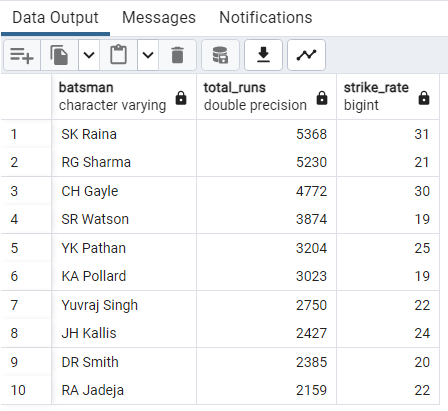 Data Output Messages Notifications
batsman total_runs strike_rate
character varying double precision bigint
1 SK Raina 5368 31
2 RG Sharma 5230 21
3 CH Gayle 4772 30
4 SR Watson 3874 19
5 YK Pathan 3204 25
6 KA Pollard 3023 19
7 Yuvraj Singh 2750 22
8 JH Kallis 2427 24
9 DR Smith 2385 20
10 RA Jadeja 2159 22